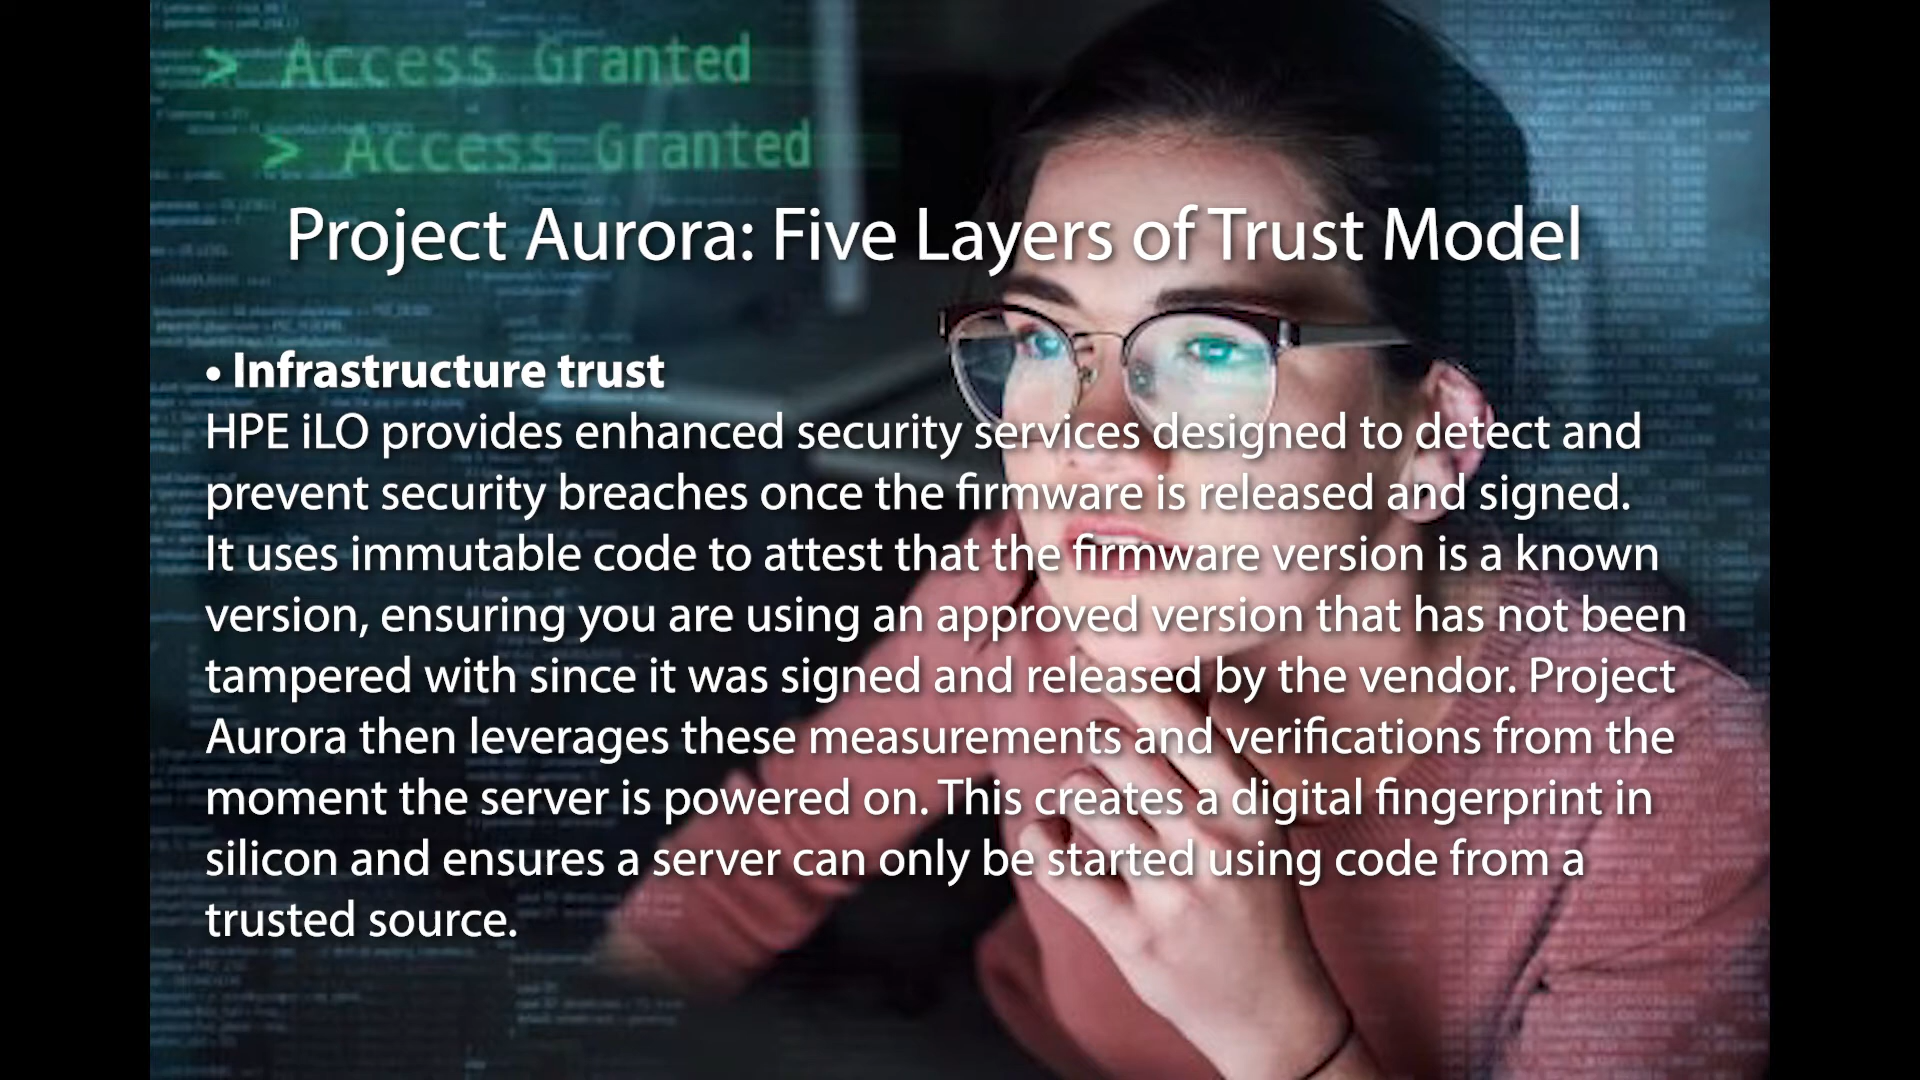 > Access Granted
> Access Granted
Project Aurora: Five Layers of Trust Model
• Infrastructure trust
HPE iLO provides enhanced security services designed to detect and
prevent security breaches once the firmware is released and signed.
It uses immutable code to attest that the firmware version is a known
version, ensuring you are using an approved version that has not been
tampered with since it was signed and released by the vendor. Project
Aurora then leverages these measurements and verifications from the
moment the server is powered on. This creates a digital fingerprint in
silicon and ensures a server can only be started using code from a
trusted source.